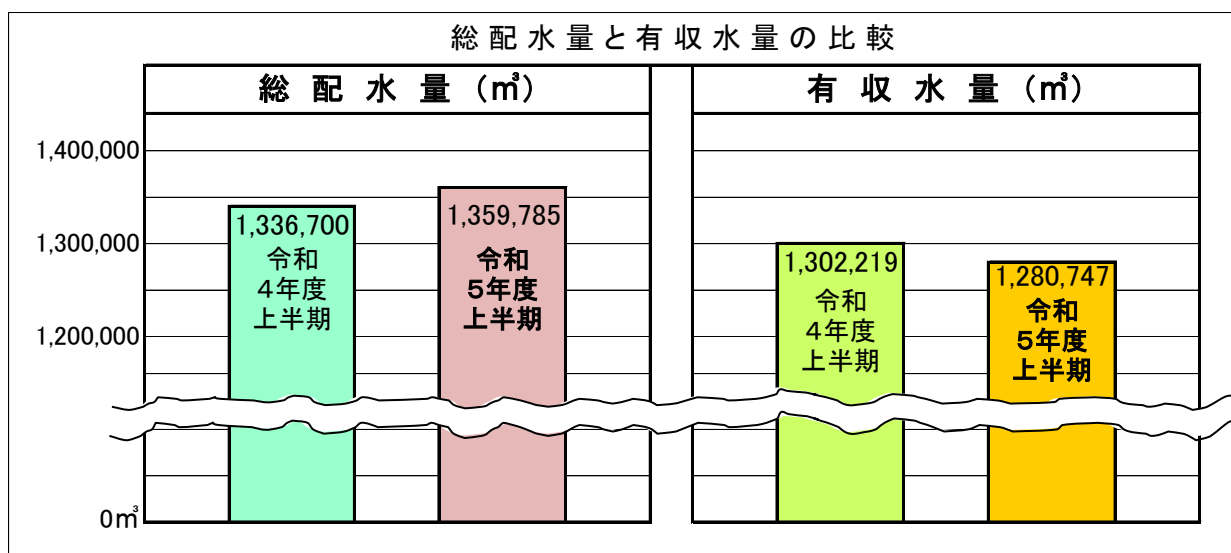 総配水量と有収水量の比較
総配水量(㎥)
有収水量(㎥)
1,400,000
1,300,000
1,200,000
0㎥
1,336,700
令和
4年度
上半期
1,359,785
令和
5年度
上半期
1,302,219
令和
4年度
上半期
1,280,747
令和
5年度
上半期